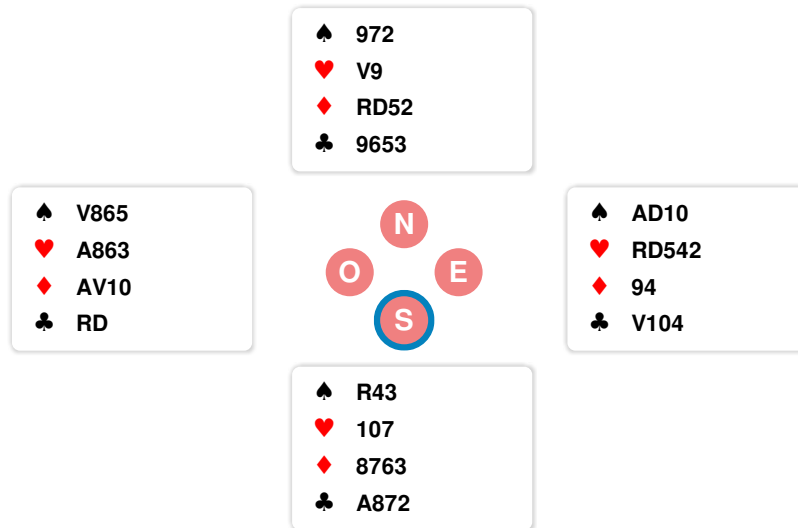 ♠ 972
♥ V9
♦ RD52
♣ 9653
♠ V865
♥ A863
♦ AV10
♣ RD
N
O
E
S
♠ AD10
♥ RD542
♦ 94
♣ V104
♠ R43
♥ 107
♦ 8763
♣ A872